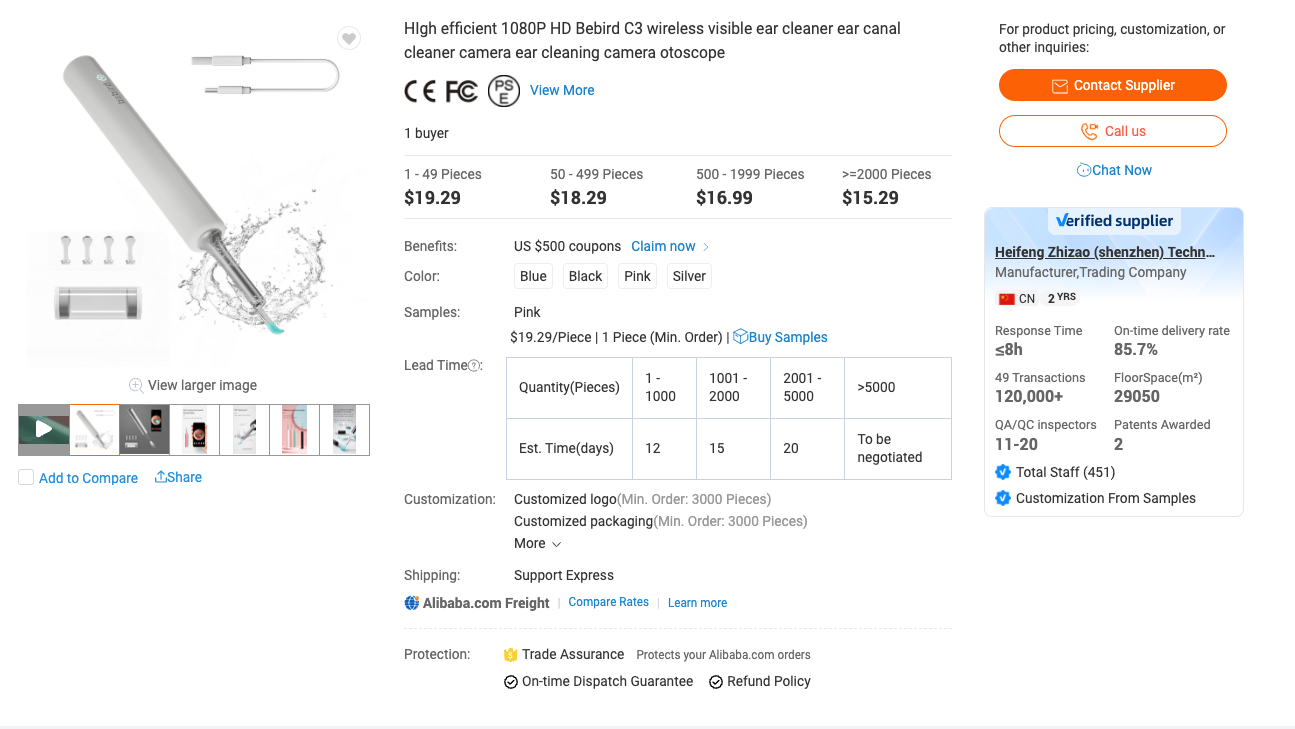 HIgh efficient 1080P HD Bebird C3 wireless visible ear cleaner ear canal
cleaner camera ear cleaning camera otoscope
CE FC PS E View More
1 buyer
1 - 49 Pieces 50 - 499 Pieces 500 - 1999 Pieces >=2000 Pieces
$19.29 $18.29 $16.99 $15.29
Benefits: US $500 coupons Claim now >
Color: Blue Black Pink Silver
Samples: Pink
$19.29/Piece | 1 Piece (Min. Order) | Buy Samples
Lead Time?:
Quantity(Pieces) 1 - 1000 1001 - 2000 2001 - 5000 >5000
Est. Time(days) 12 15 20 To be negotiated
Customization: Customized logo(Min. Order: 3000 Pieces)
Customized packaging(Min. Order: 3000 Pieces)
More
Shipping: Support Express
Alibaba.com Freight | Compare Rates | Learn more
Protection: Trade Assurance Protects your Alibaba.com orders
On-time Dispatch Guarantee Refund Policy
bebird
View larger image
Add to Compare Share
For product pricing, customization, or
other inquiries:
Contact Supplier
Call us
Chat Now
Verified supplier
Heifeng Zhizao (shenzhen) Techn...
Manufacturer,Trading Company
CN 2 YRS
Response Time On-time delivery rate
≤8h 85.7%
49 Transactions FloorSpace(m²)
120,000+ 29050
QA/QC inspectors Patents Awarded
11-20 2
Total Staff (451)
Customization From Samples